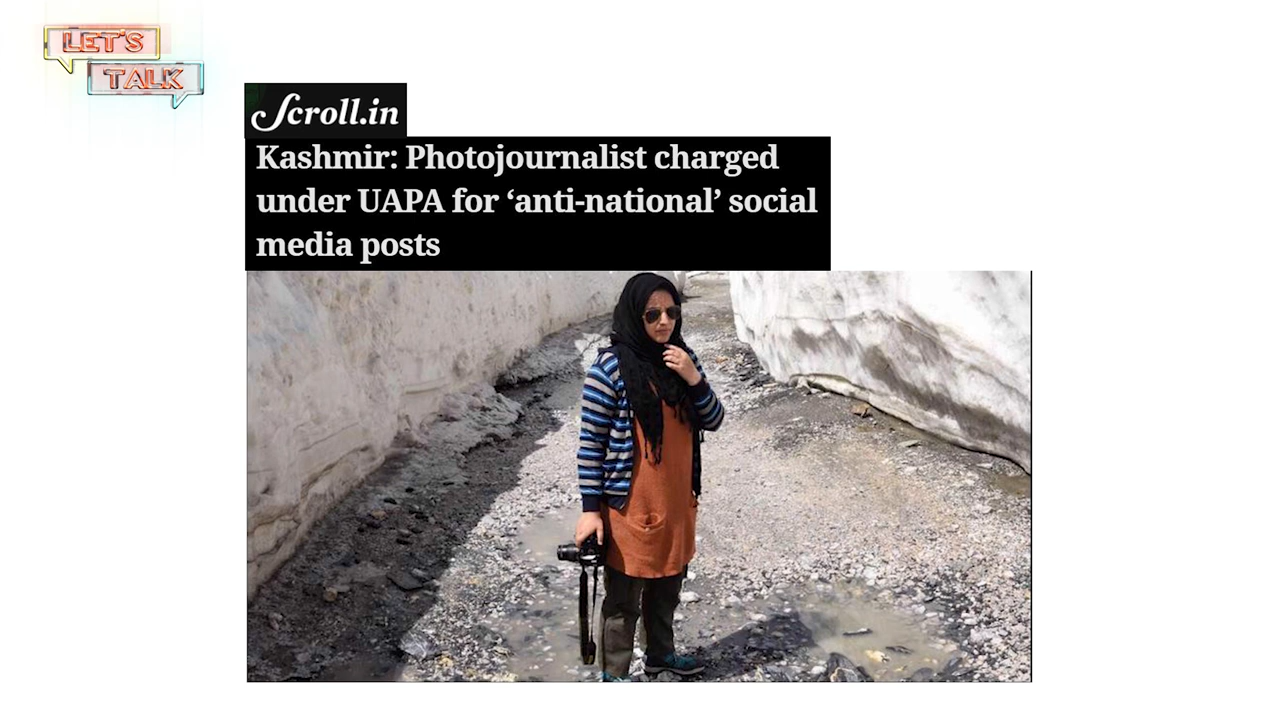 LET'S
TALK
Scroll.in
Kashmir: Photojournalist charged
under UAPA for ‘anti-national’ social
media posts